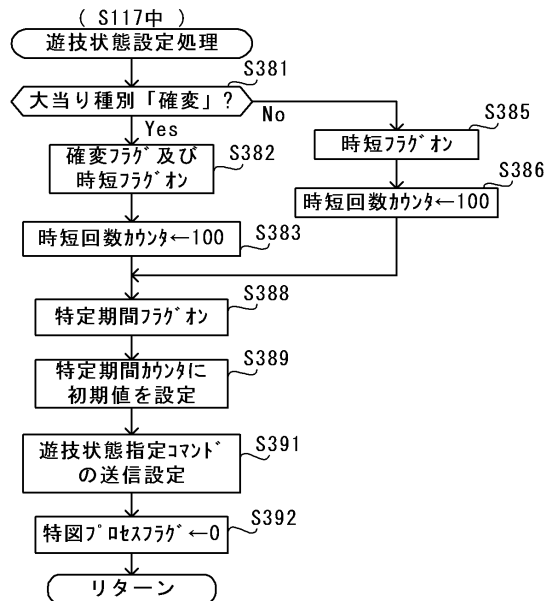 ( S117中 )
遊技状態設定処理
S381
大当り種別「確変」?
No
Yes
S385
確変ﾌﾗｸﾞ及び
時短ﾌﾗｸﾞオン
S382
時短ﾌﾗｸﾞオン
S386
時短回数ｶｳﾝﾀ←100
時短回数ｶｳﾝﾀ←100
S383
S388
特定期間ﾌﾗｸﾞオン
S389
特定期間ｶｳﾝﾀに
初期値を設定
遊技状態指定ｺﾏﾝﾄﾞ
の送信設定
S391
S392
特図ﾌﾟﾛｾｽﾌﾗｸﾞ←0
リターン